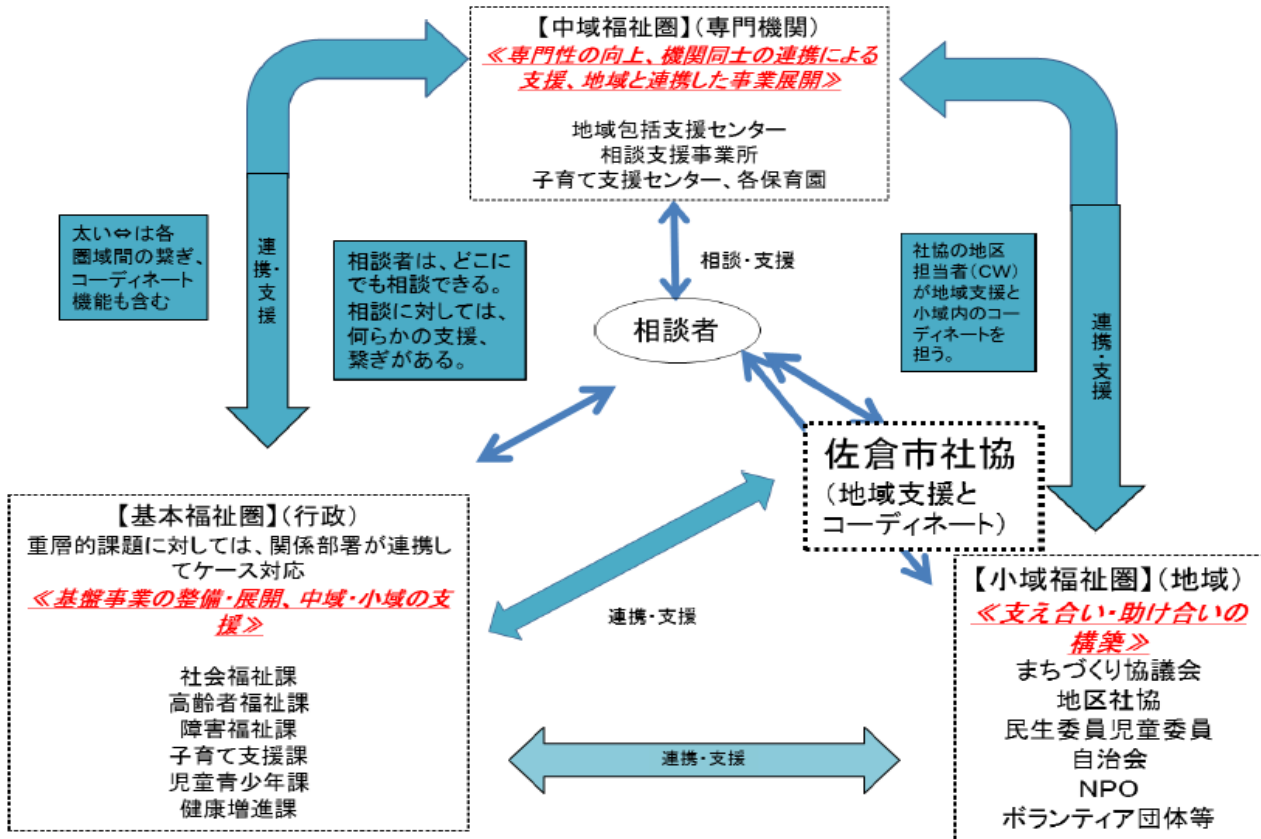 【中域福祉圏】(専門機関)
≪専門性の向上、機関同士の連携による
支援、地域と連携した事業展開≫
地域包括支援センター
相談支援事業所
子育て支援センター、各保育園
太い⇔は各
圏域間の繋ぎ、
コーディネート
機能も含む
連携・支援
相談者は、どこに
でも相談できる。
相談に対しては、
何らかの支援、
繋ぎがある。
相談・支援
相談者
社協の地区
担当者(CW)
が地域支援と
小域内のコー
ディネートを
担う。
連携・支援
佐倉市社協
(地域支援と
コーディネート)
【基本福祉圏】(行政)
重層的課題に対しては、関係部署が連携し
てケース対応
≪基盤事業の整備・展開、中域・小域の支
援≫
社会福祉課
高齢者福祉課
障害福祉課
子育て支援課
児童青少年課
健康増進課
連携・支援
連携・支援
【小域福祉圏】(地域)
≪支え合い・助け合いの
構築≫
まちづくり協議会
地区社協
民生委員児童委員
自治会
NPO
ボランティア団体等